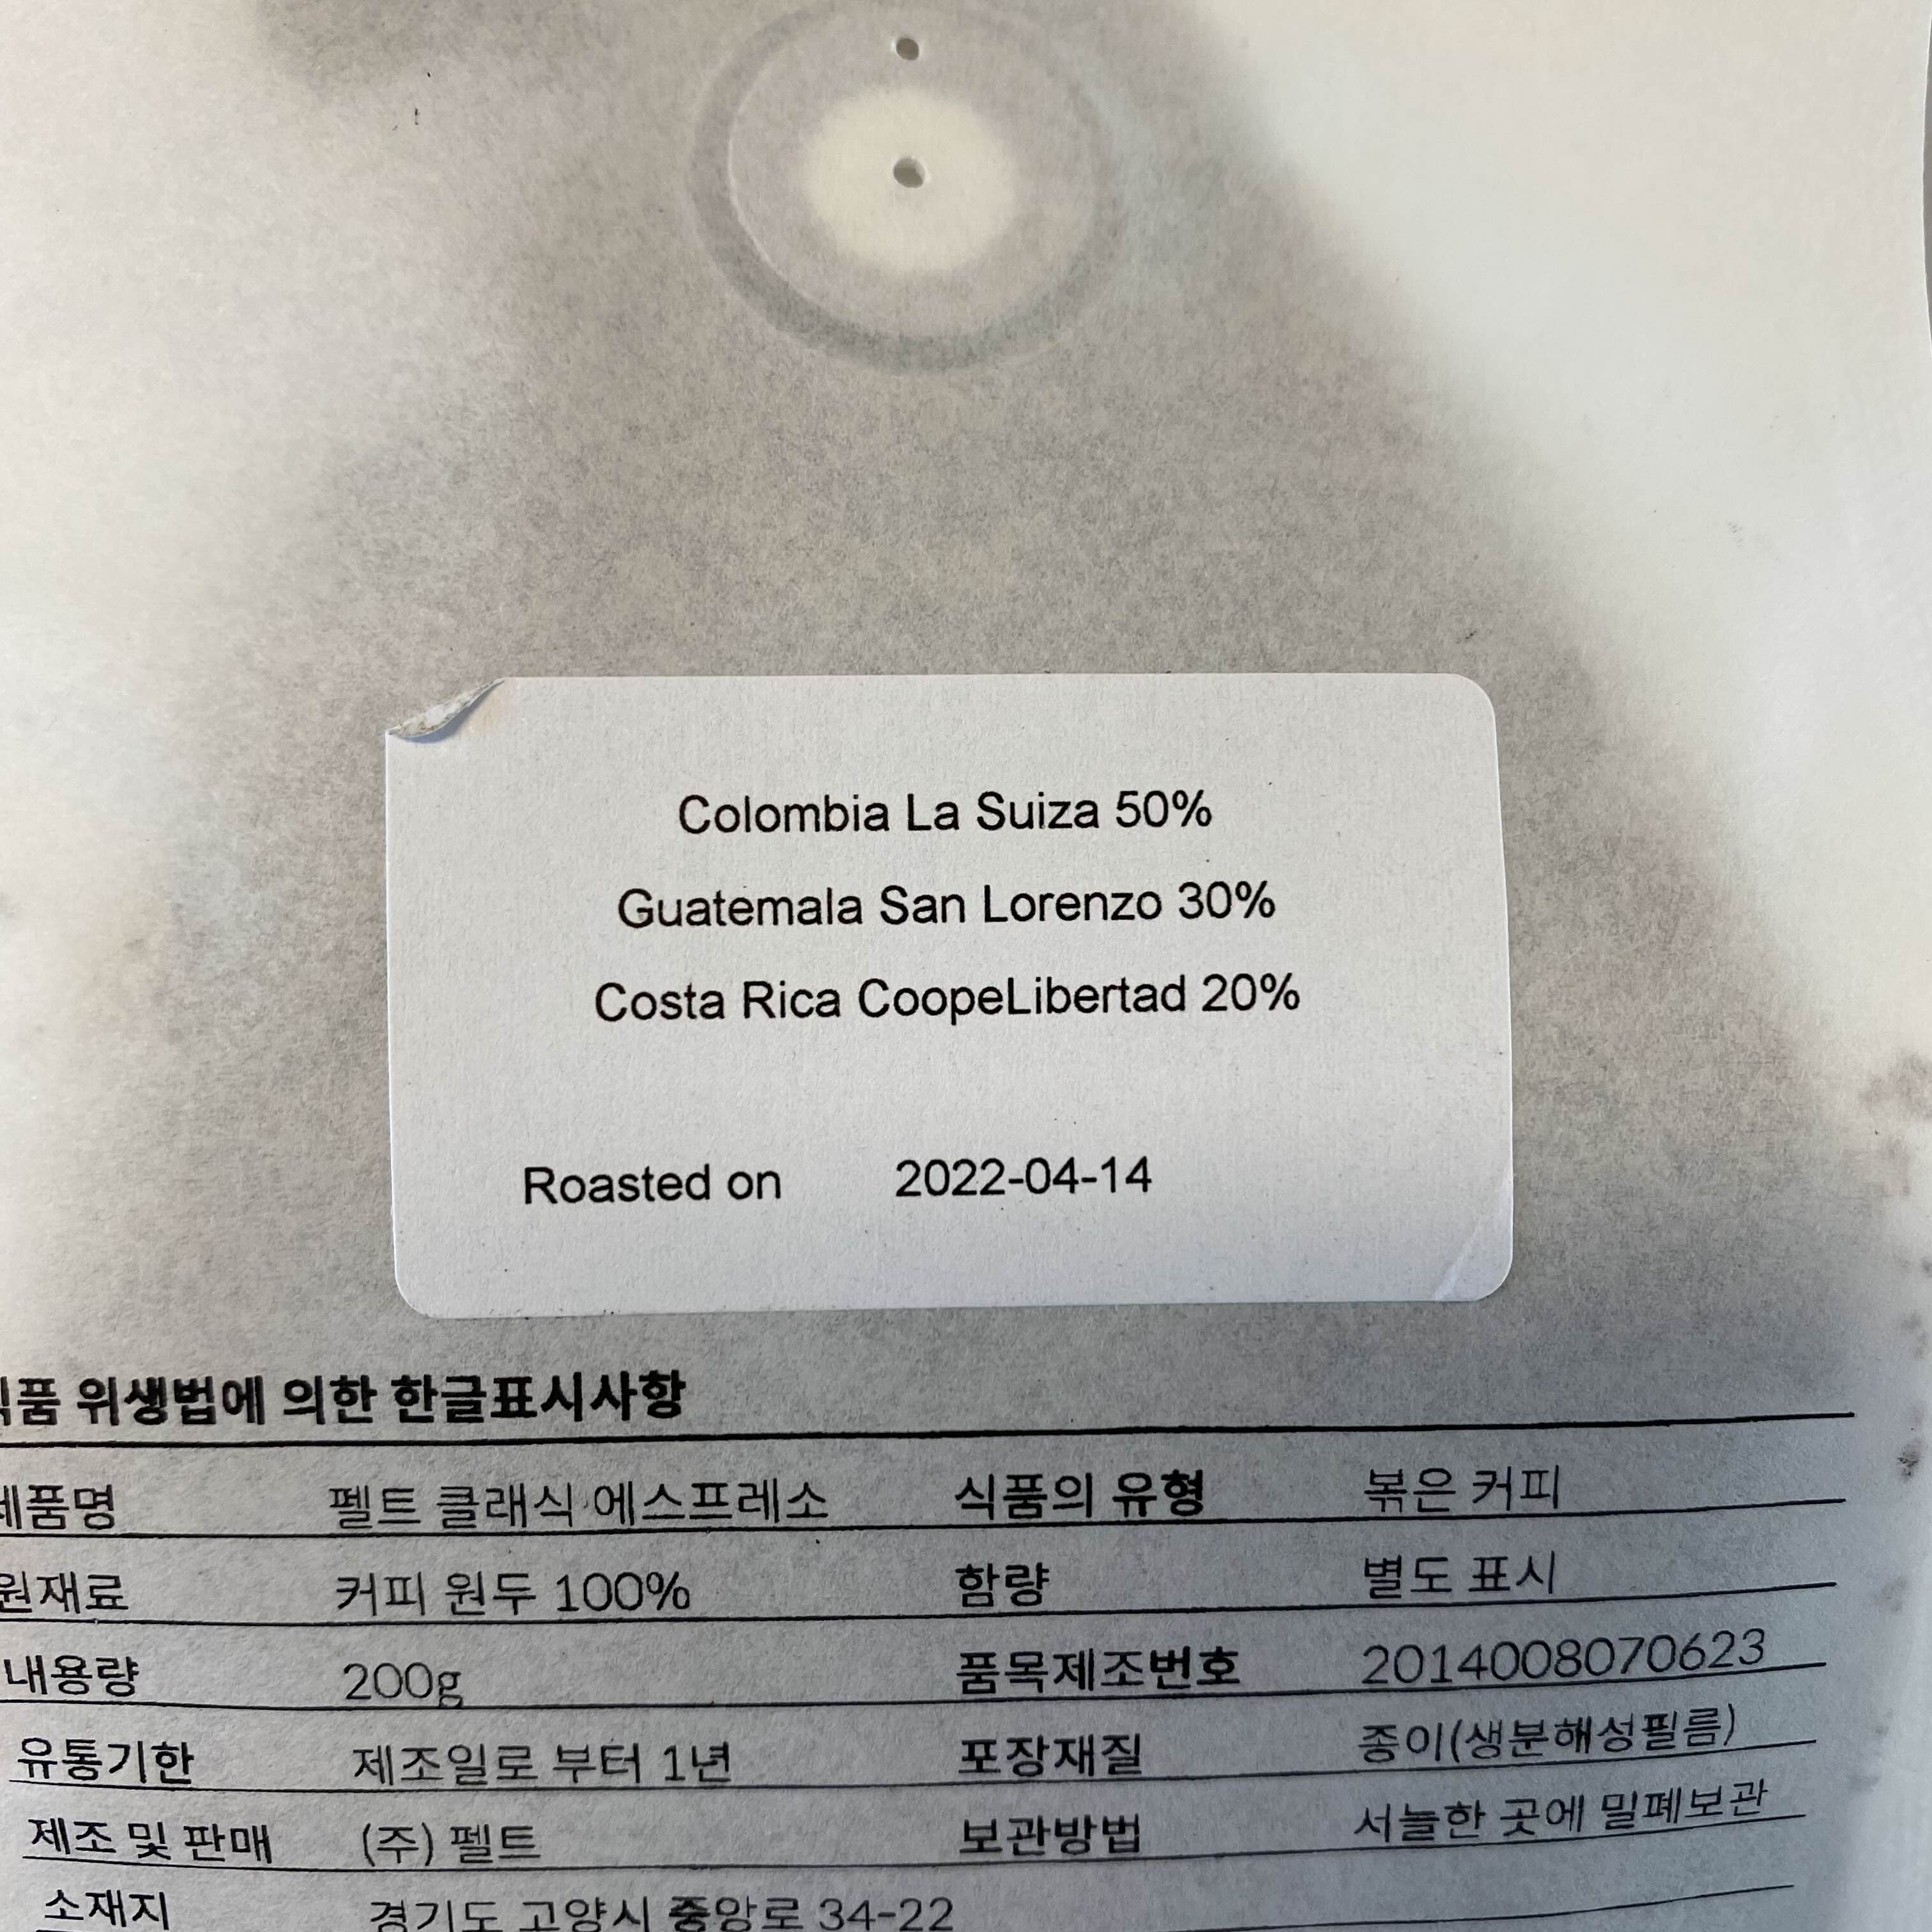 Colombia La Suiza 50%
Guatemala San Lorenzo 30%
Costa Rica CoopeLibertad 20%
Roasted on 2022-04-14
식품 위생법에 의한 한글표시사항
제품명 펠트 클래식 에스프레소 식품의 유형 볶은 커피
원재료 커피 원두 100% 함량 별도 표시
내용량 200g 품목제조번호 2014008070623
유통기한 제조일로 부터 1년 포장재질 종이(생분해성필름)
제조 및 판매 (주) 펠트 보관방법 서늘한 곳에 밀폐보관
소재지 경기도 고양시 중앙로 34-22